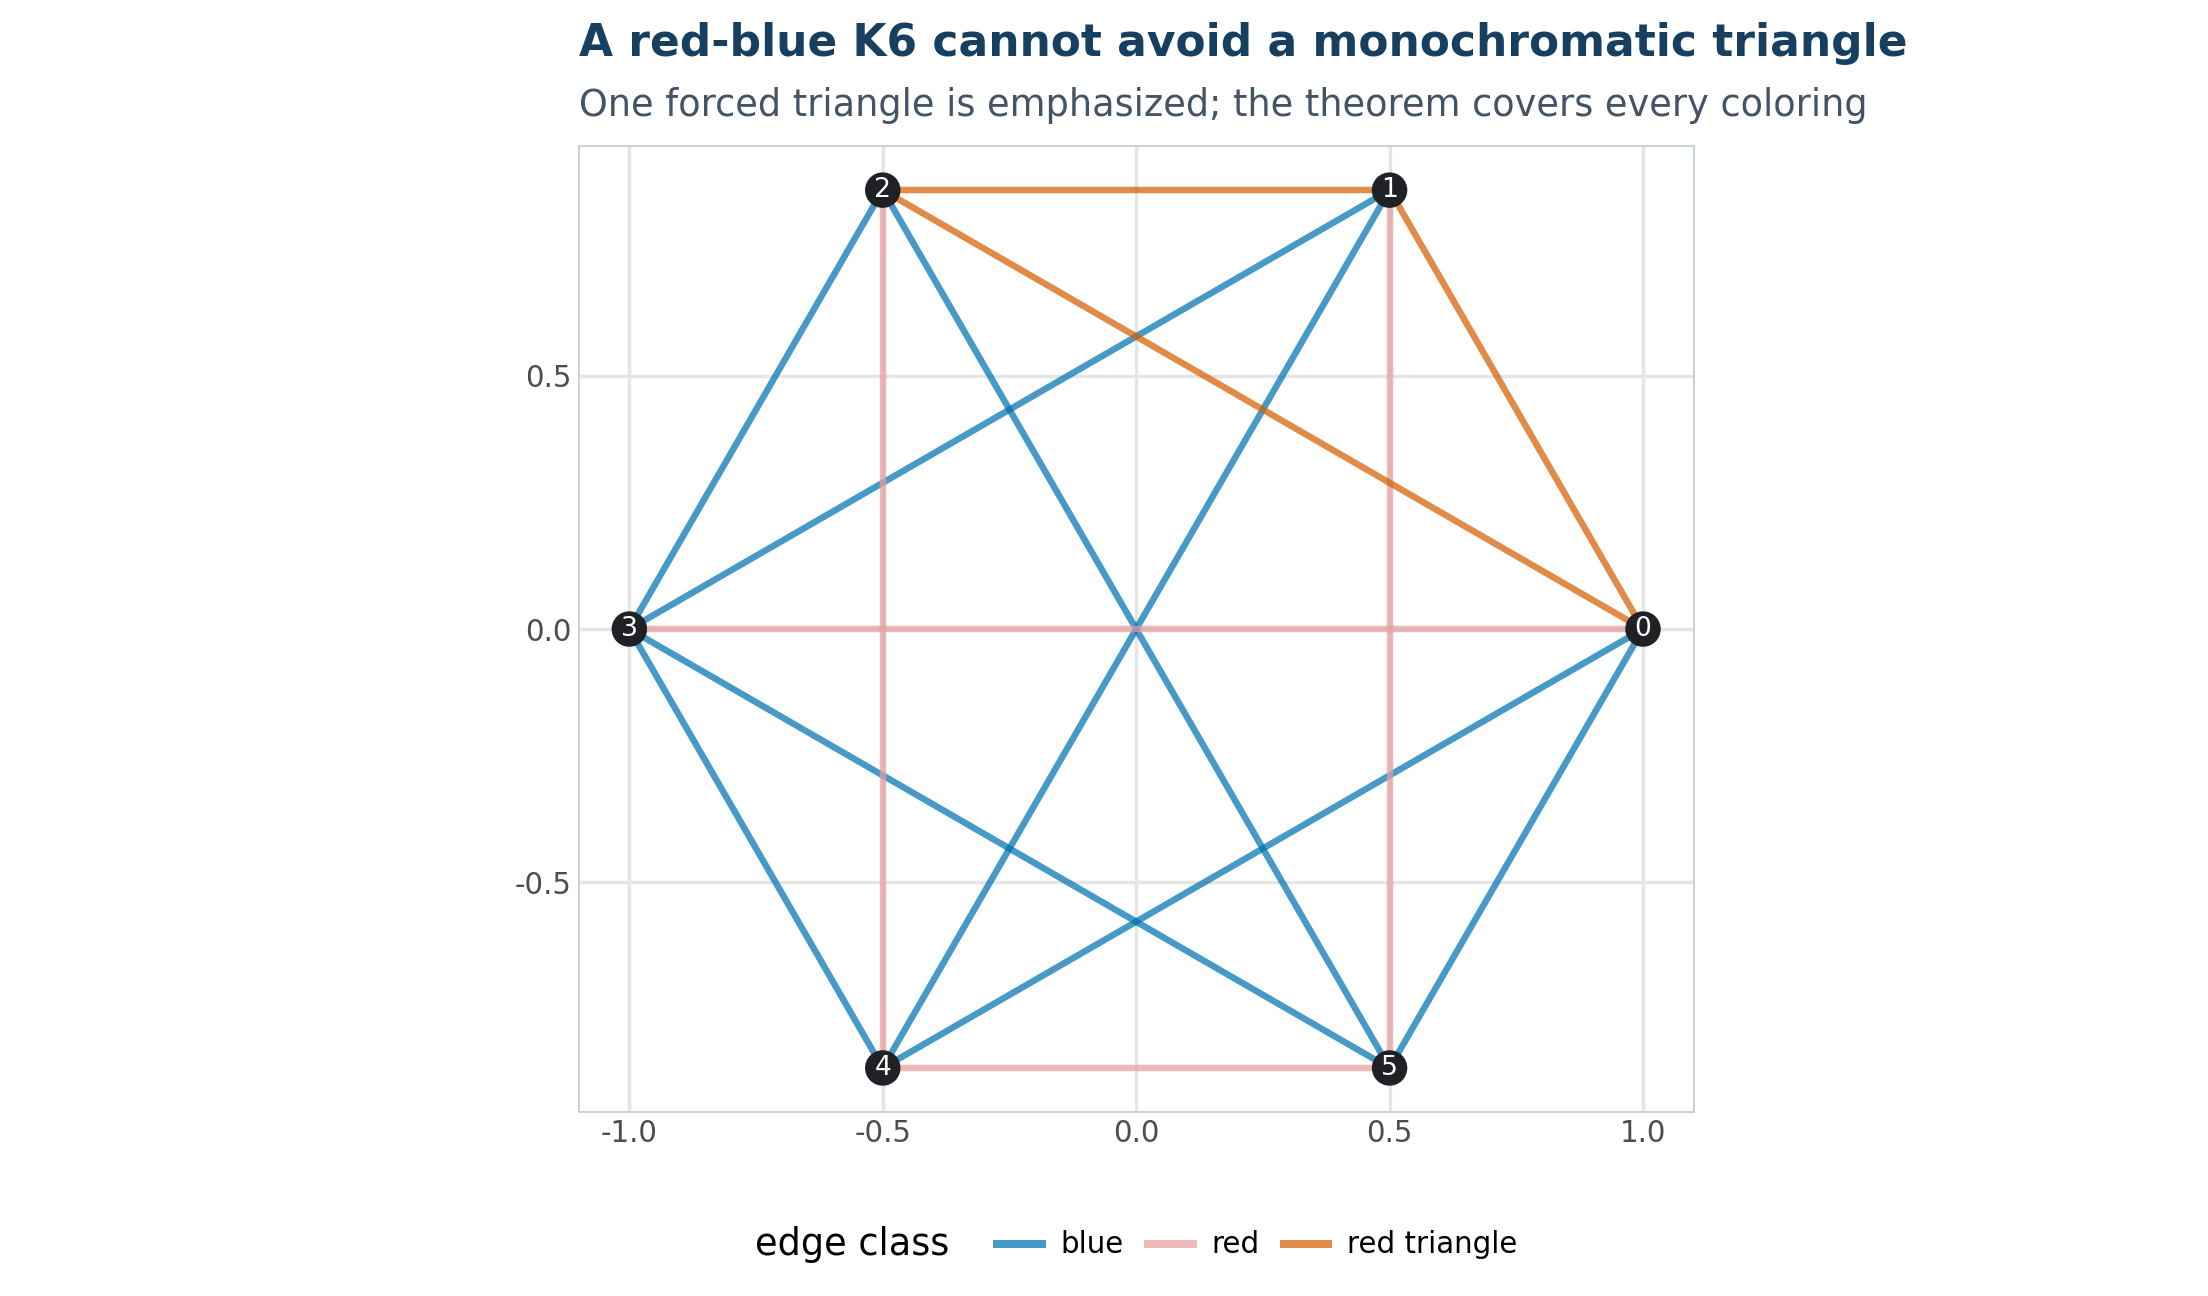 A red-blue K6 cannot avoid a monochromatic triangle
One forced triangle is emphasized; the theorem covers every coloring
2 1
0.5
0.0 3 0
-0.5
4 5
-1.0 -0.5 0.0 0.5 1.0
edge class blue red red triangle